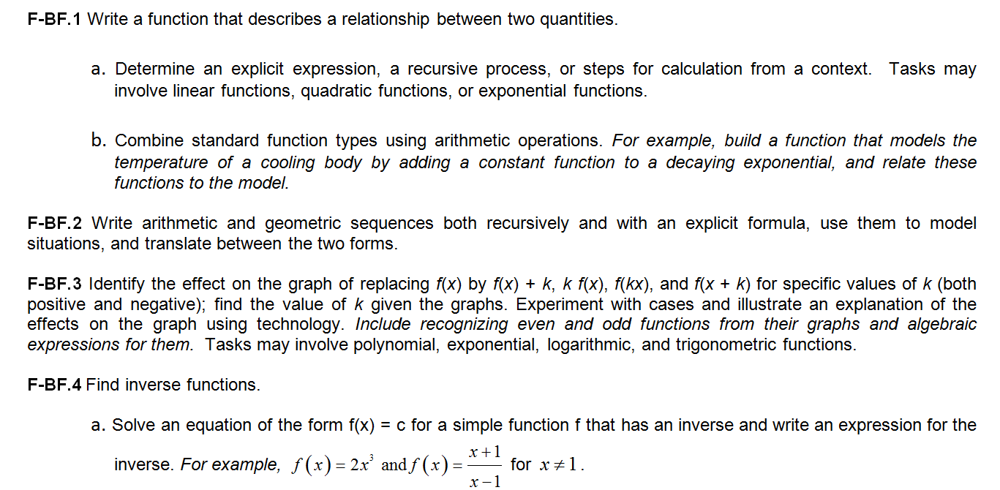 F-BF.1 Write a function that describes a relationship between two quantities.
a. Determine an explicit expression, a recursive process, or steps for calculation from a context. Tasks may
involve linear functions, quadratic functions, or exponential functions.
b. Combine standard function types using arithmetic operations. For example, build a function that models the
temperature of a cooling body by adding a constant function to a decaying exponential, and relate these
functions to the model.
F-BF.2 Write arithmetic and geometric sequences both recursively and with an explicit formula, use them to model
situations, and translate between the two forms.
F-BF.3 Identify the effect on the graph of replacing f(x) by f(x) + k, k f(x), f(kx), and f(x + k) for specific values of k (both
positive and negative); find the value of k given the graphs. Experiment with cases and illustrate an explanation of the
effects on the graph using technology. Include recognizing even and odd functions from their graphs and algebraic
expressions for them. Tasks may involve polynomial, exponential, logarithmic, and trigonometric functions.
F-BF.4 Find inverse functions.
a. Solve an equation of the form f(x) = c for a simple function f that has an inverse and write an expression for the
inverse. For example, f(x) = 2x³ and f(x) = (x+1)/(x−1) for x ≠ 1.